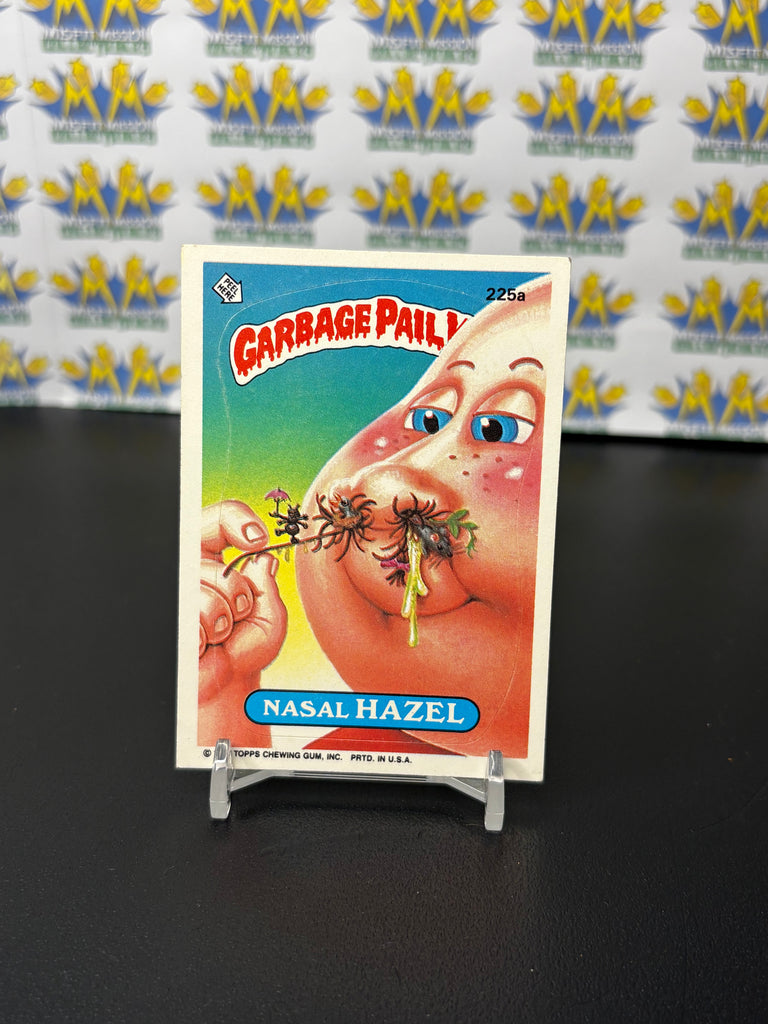 PEEL
HERE
225a
GARBAGE PAIL
NASAL HAZEL
©
TOPPS CHEWING GUM, INC. PRTD. IN U.S.A.